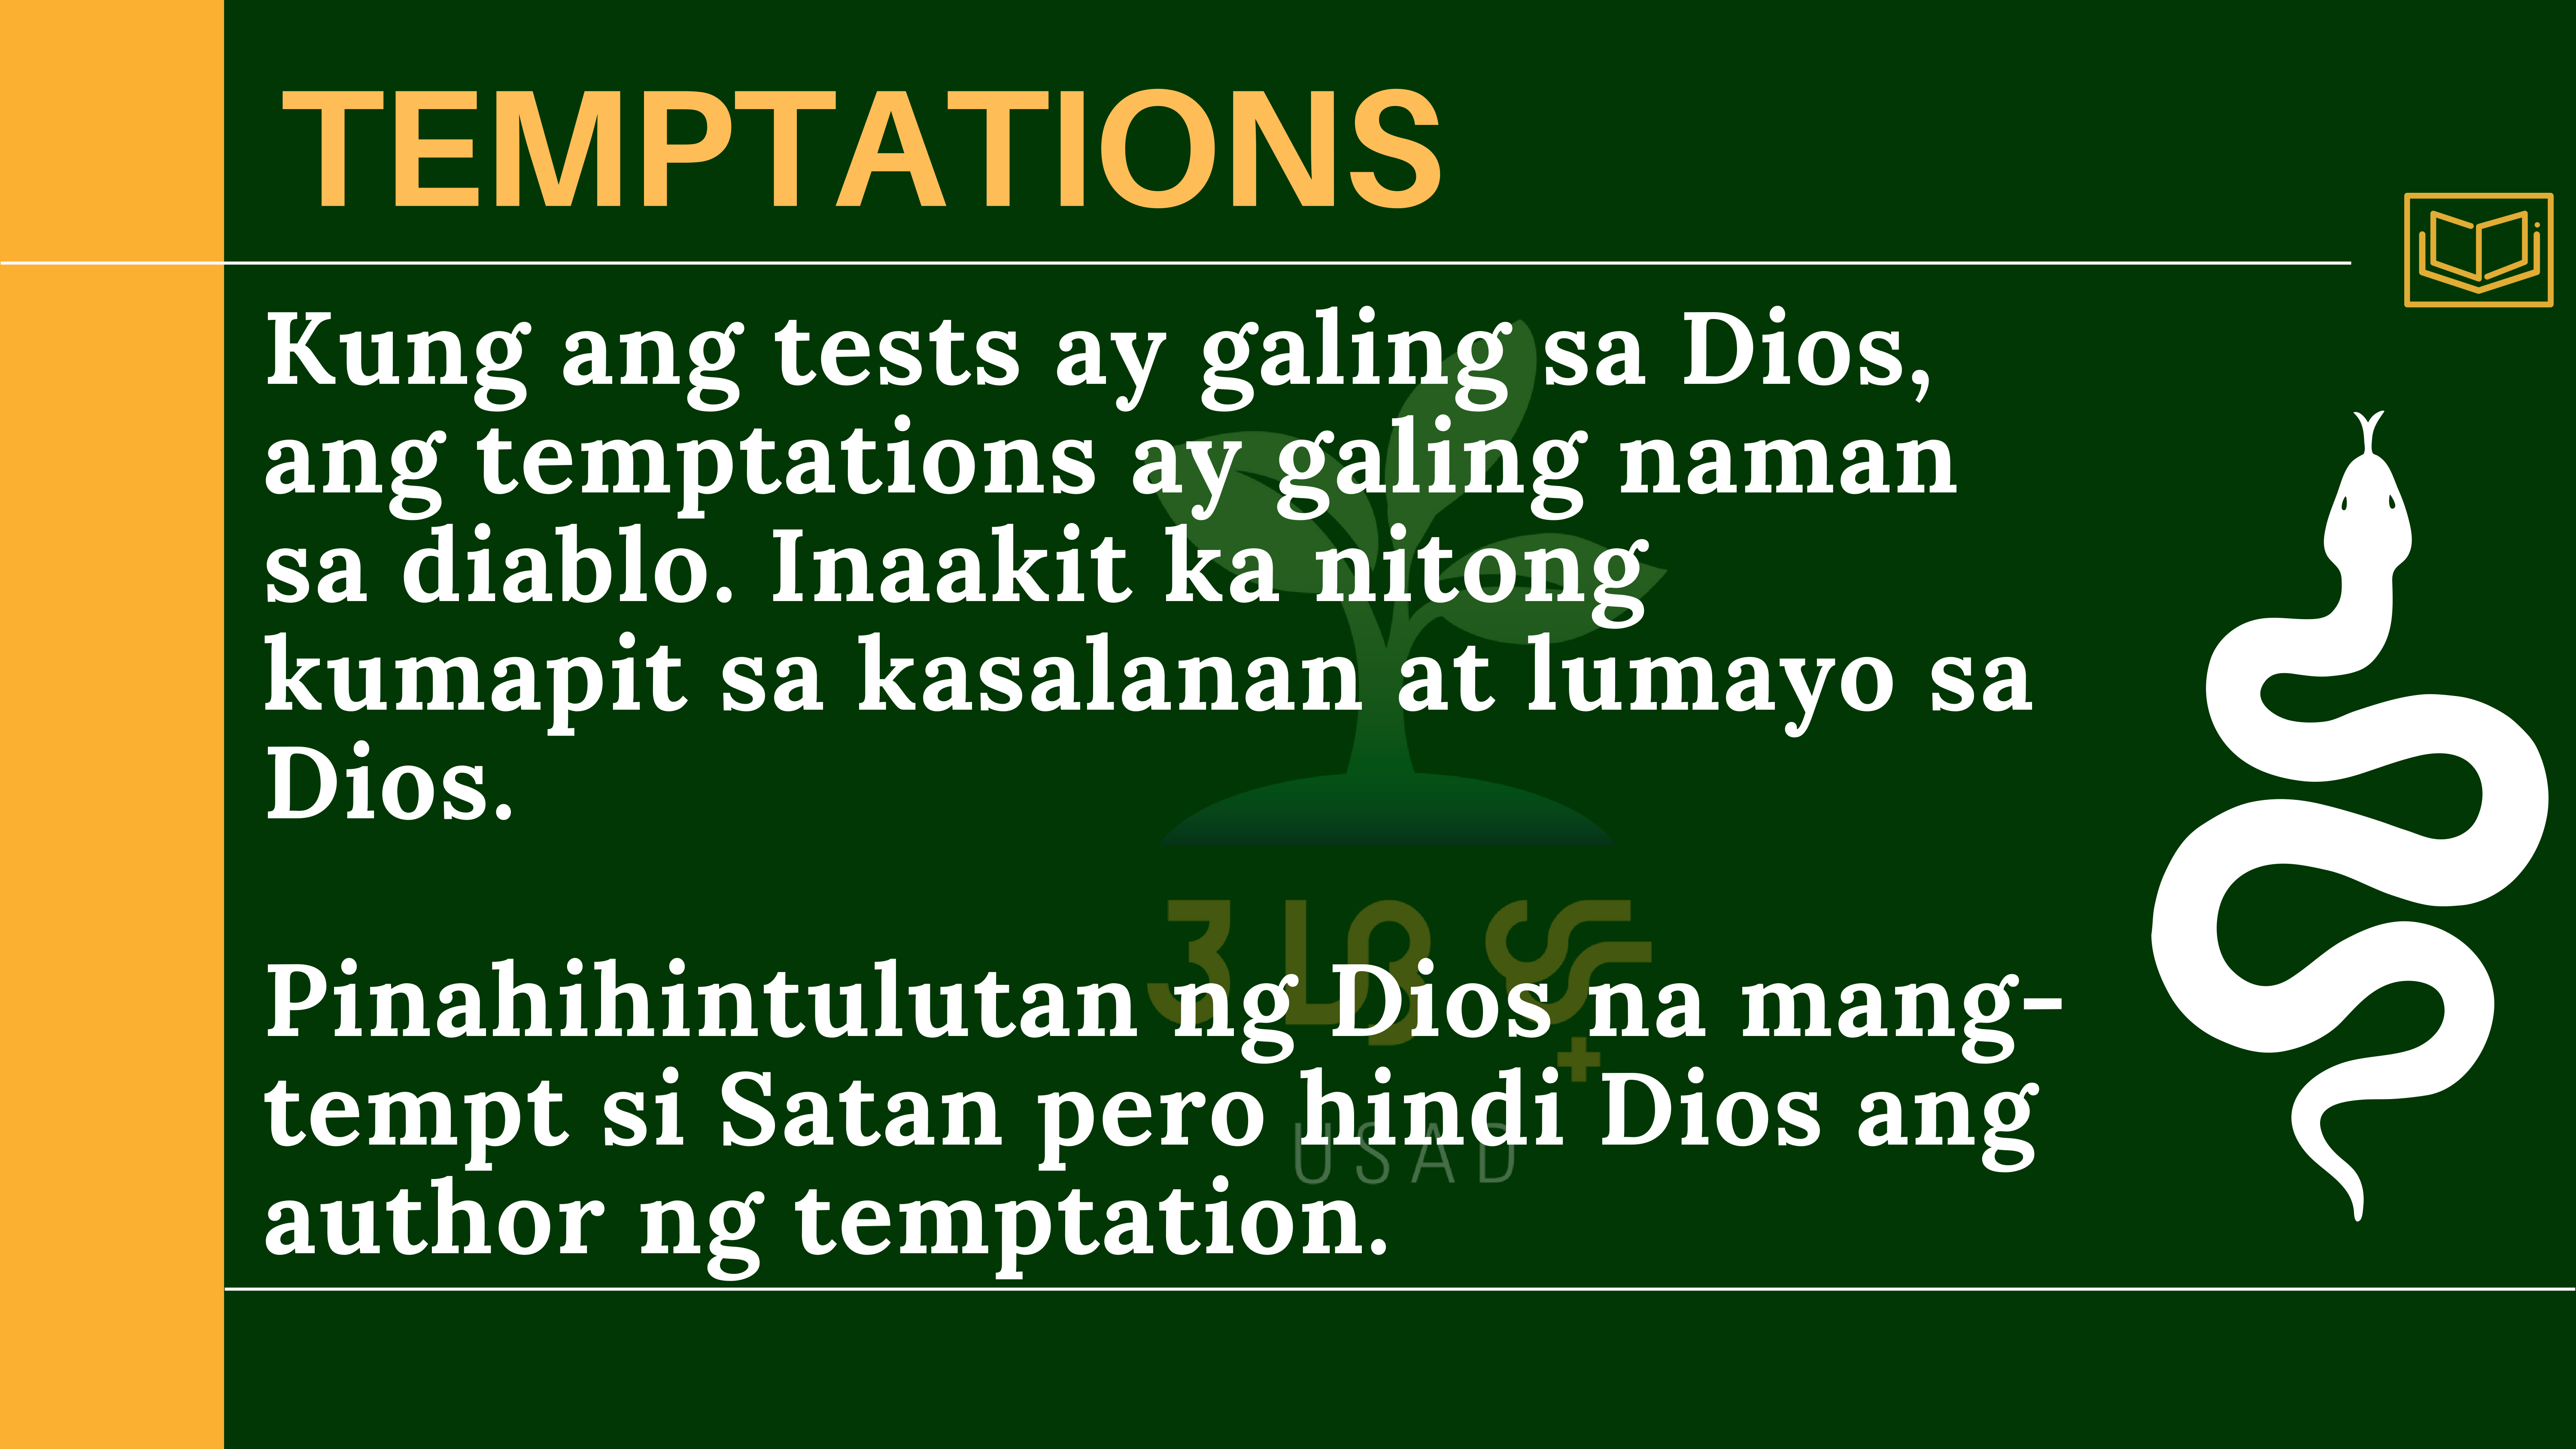 TEMPTATIONS
Kung ang tests ay galing sa Dios,
ang temptations ay galing naman
sa diablo. Inaakit ka nitong
kumapit sa kasalanan at lumayo sa
Dios.
Pinahihintulutan ng Dios na mang-
tempt si Satan pero hindi Dios ang
author ng temptation.
USAD